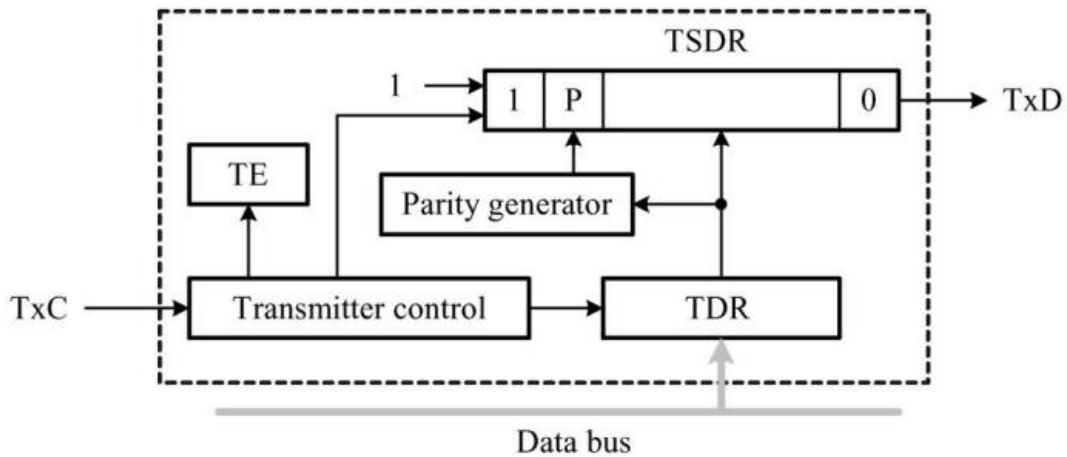 TSDR
1
1 P 0
TxD
TE
Parity generator
TxC
Transmitter control
TDR
Data bus